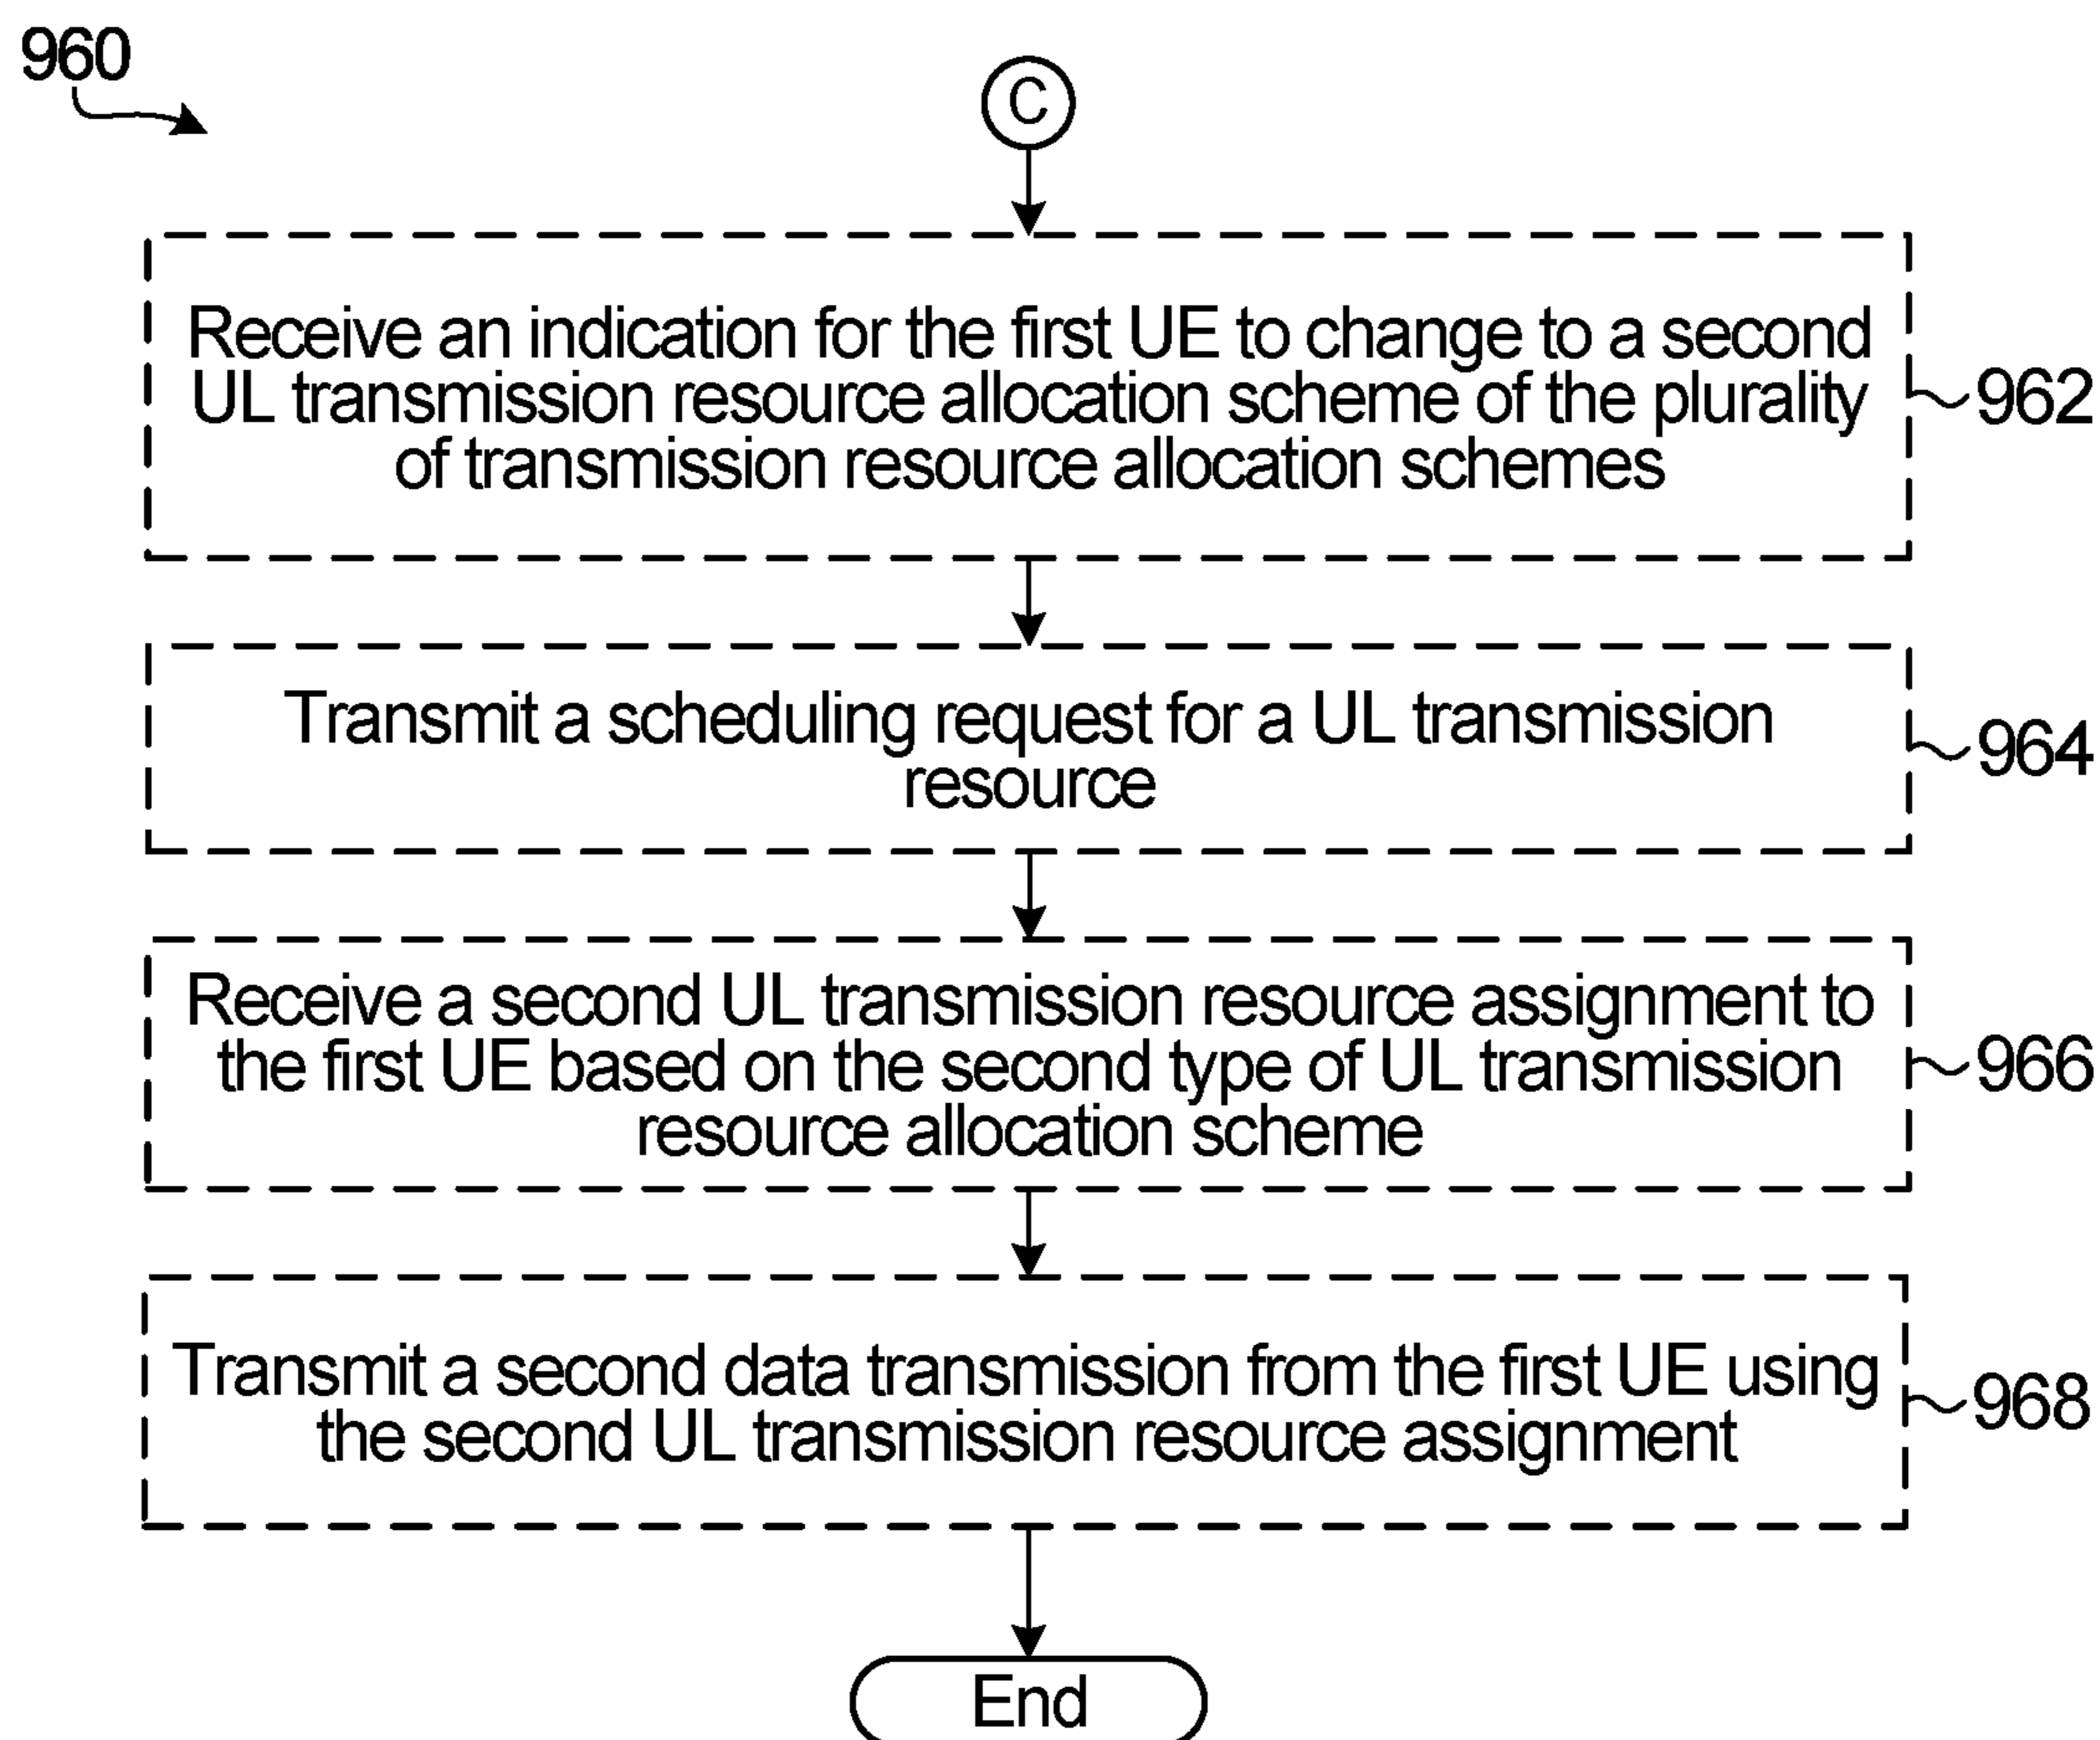 960
C
Receive an indication for the first UE to change to a second
UL transmission resource allocation scheme of the plurality
of transmission resource allocation schemes
962
Transmit a scheduling request for a UL transmission
resource
964
Receive a second UL transmission resource assignment to
the first UE based on the second type of UL transmission
resource allocation scheme
966
Transmit a second data transmission from the first UE using
the second UL transmission resource assignment
968
End